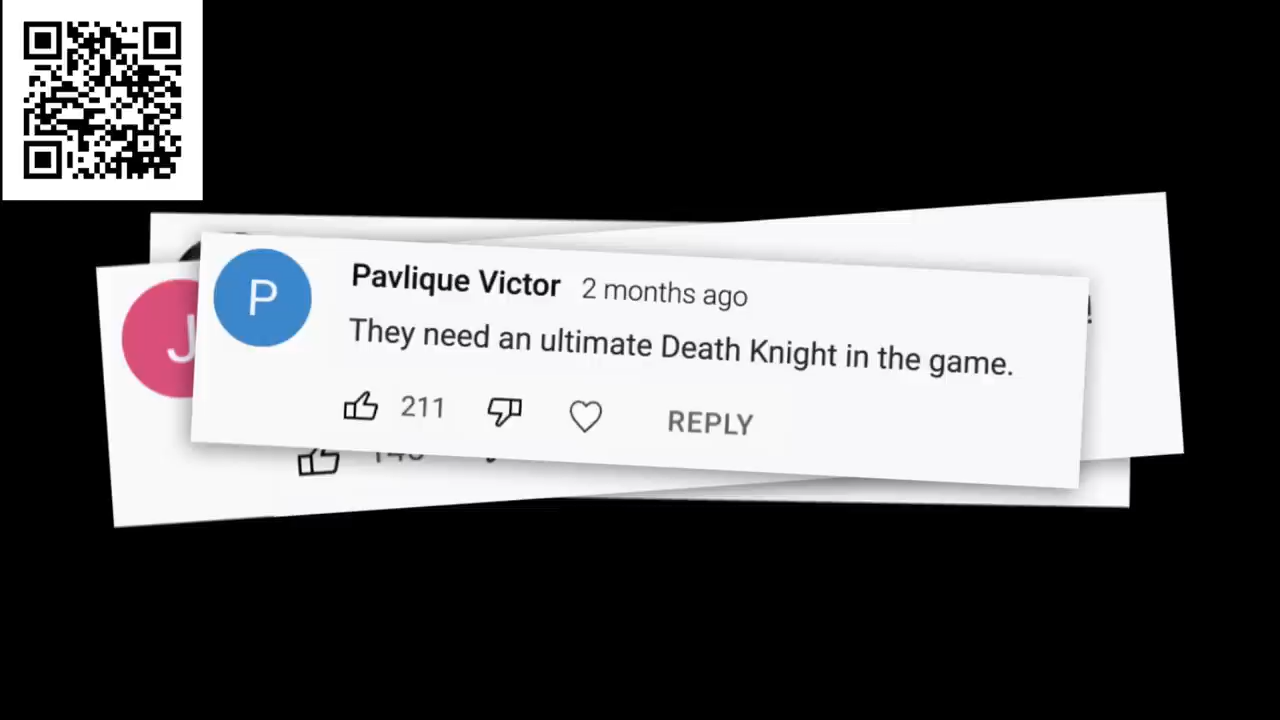 P
Pavlique Victor 2 months ago
They need an ultimate Death Knight in the game.
211 REPLY
J